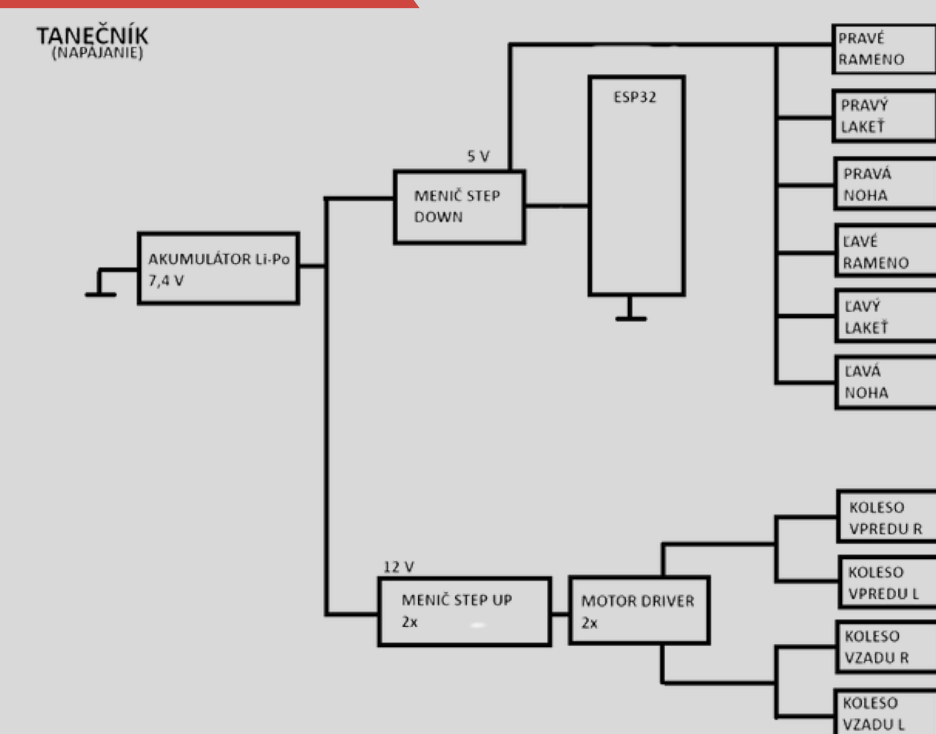 TANEČNÍK
(NAPÁJANIE)
PRAVÉ
RAMENO
ESP32
PRAVÝ
LAKEŤ
5 V
PRAVÁ
NOHA
MENIČ STEP
DOWN
ĽAVÉ
RAMENO
AKUMULÁTOR Li-Po
7,4 V
ĽAVÝ
LAKEŤ
ĽAVÁ
NOHA
KOLESO
VPREDU R
12 V
KOLESO
VPREDU L
MENIČ STEP UP
2x
MOTOR DRIVER
2x
KOLESO
VZADU R
KOLESO
VZADU L